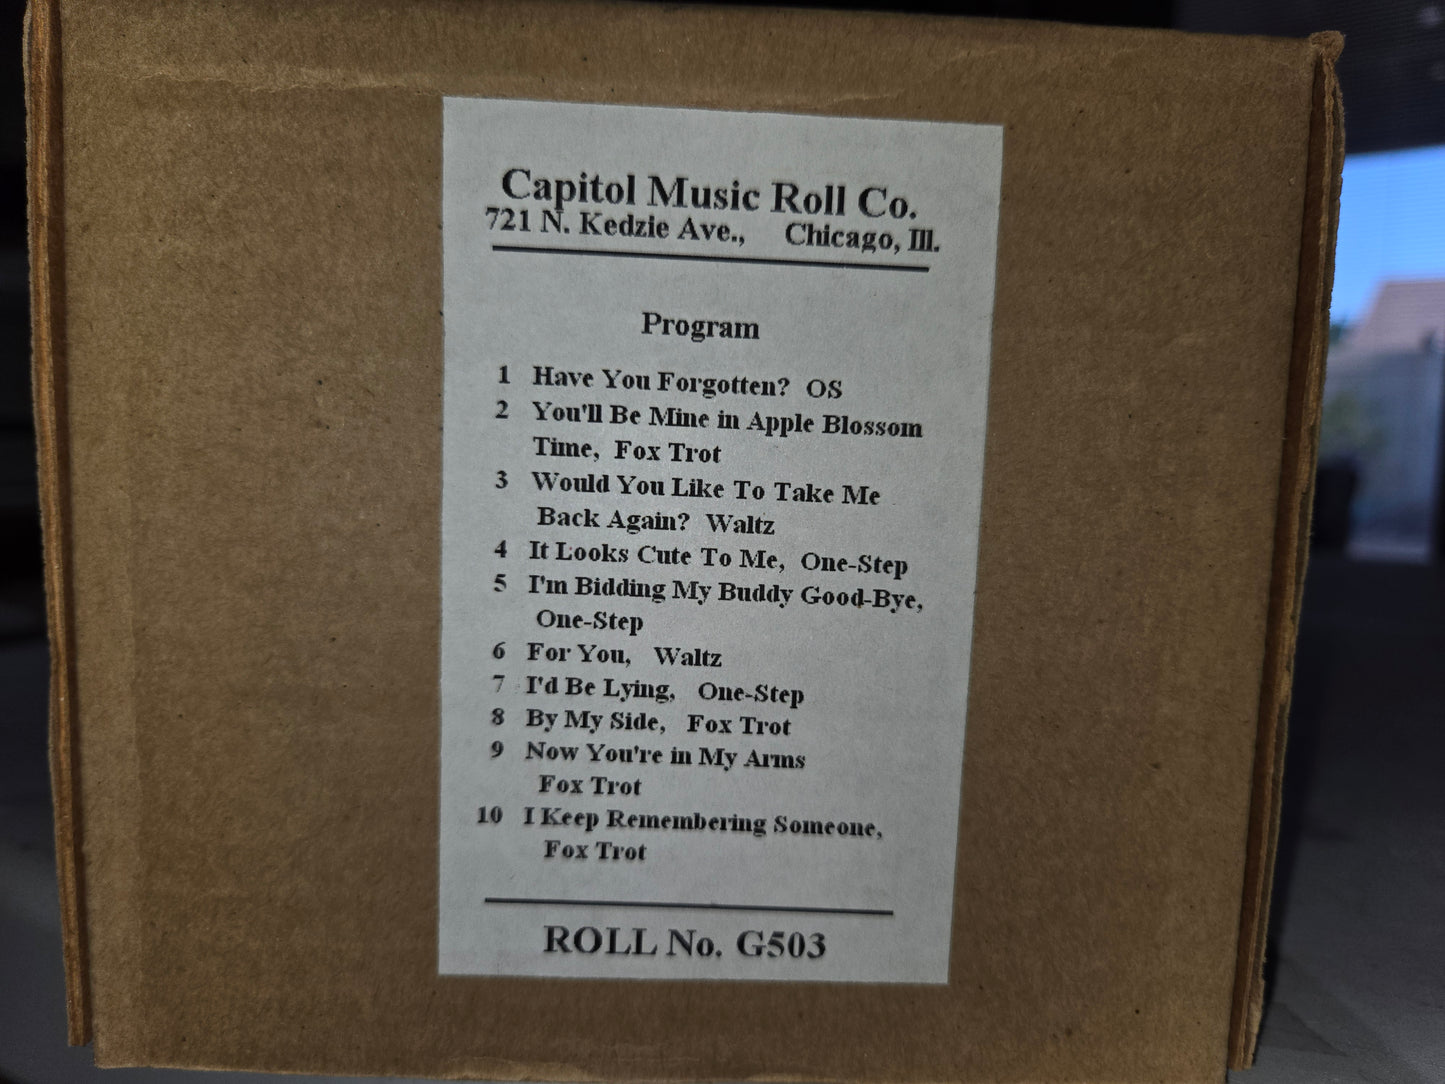 Capitol Music Roll Co.
721 N. Kedzie Ave., Chicago, Ill.
Program
1 Have You Forgotten? OS
2 You'll Be Mine in Apple Blossom
Time, Fox Trot
3 Would You Like To Take Me
Back Again? Waltz
4 It Looks Cute To Me, One-Step
5 I'm Bidding My Buddy Good-Bye,
One-Step
6 For You, Waltz
7 I'd Be Lying, One-Step
8 By My Side, Fox Trot
9 Now You're in My Arms
Fox Trot
10 I Keep Remembering Someone,
Fox Trot
ROLL No. G503